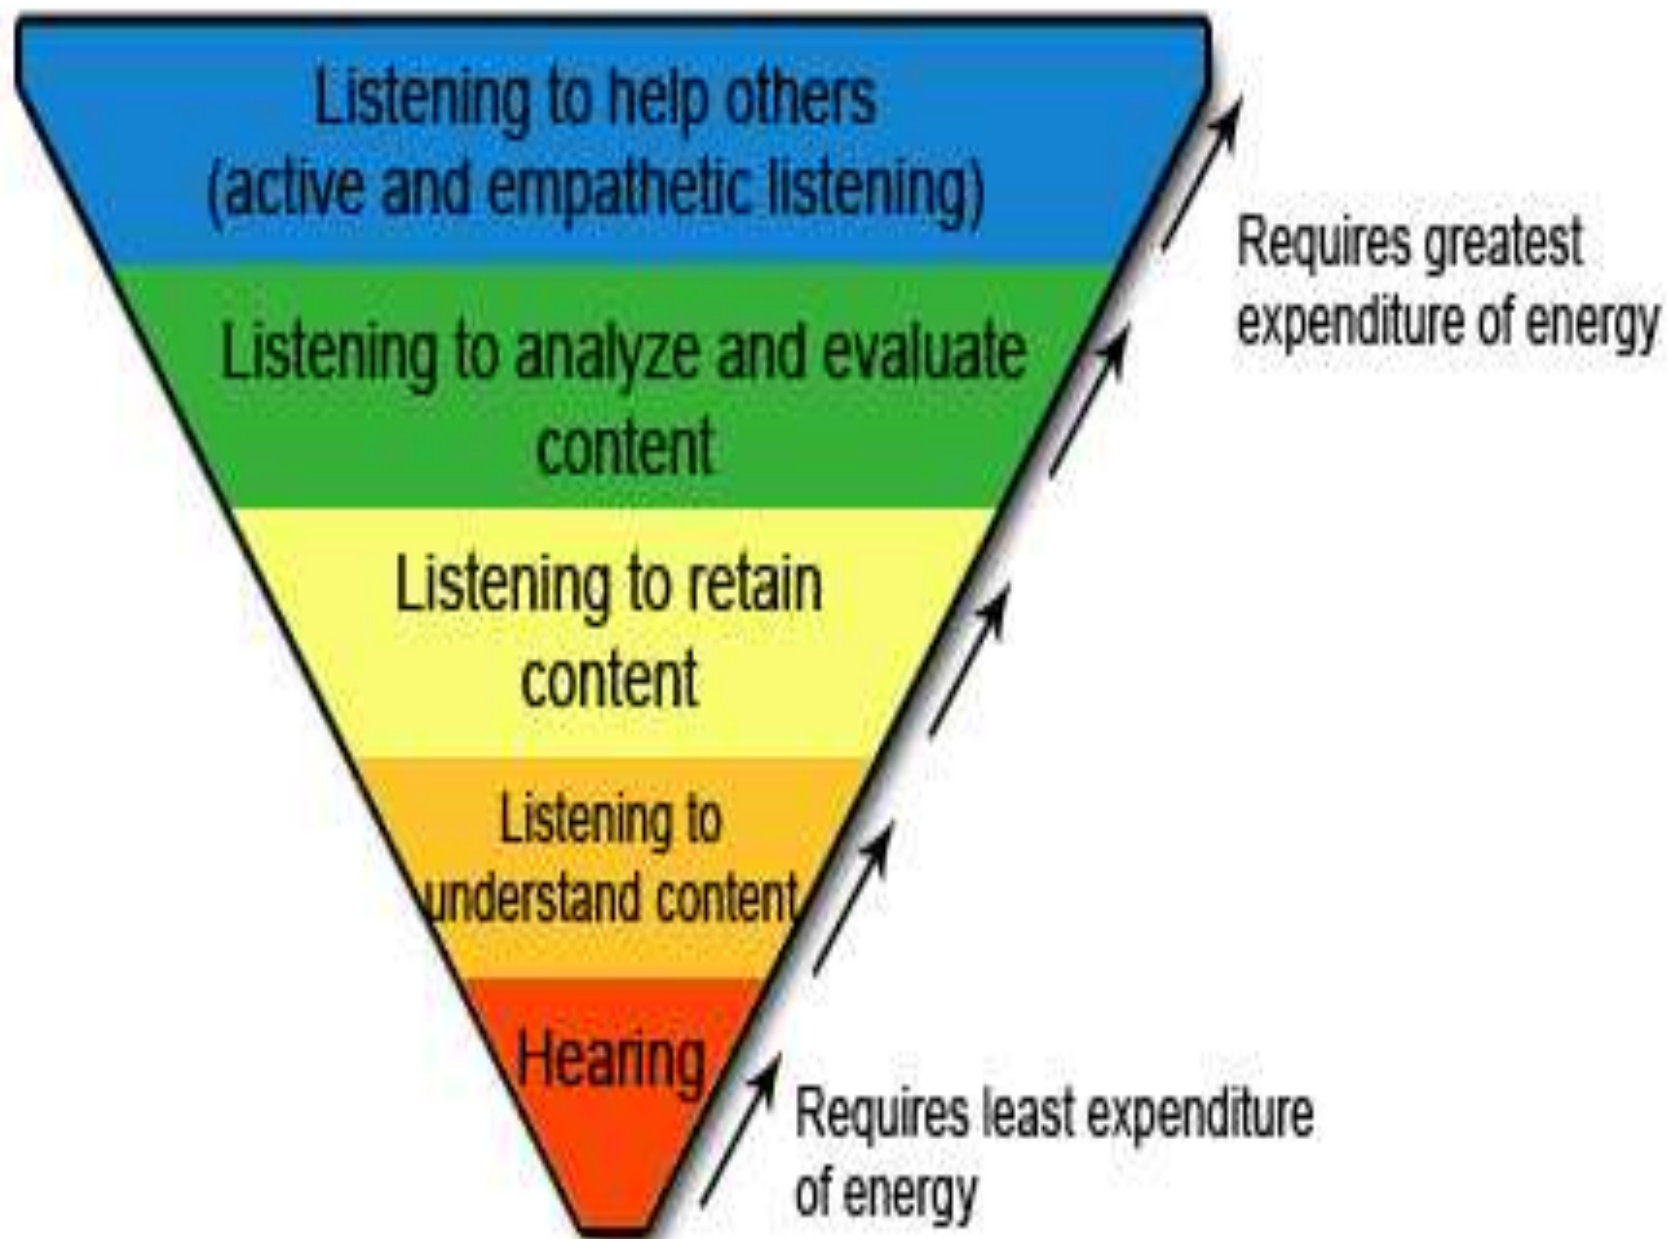 Listening to help others
(active and empathetic listening)
Requires greatest
expenditure of energy
Listening to analyze and evaluate
content
Listening to retain
content
Listening to
understand content
Hearing
Requires least expenditure
of energy